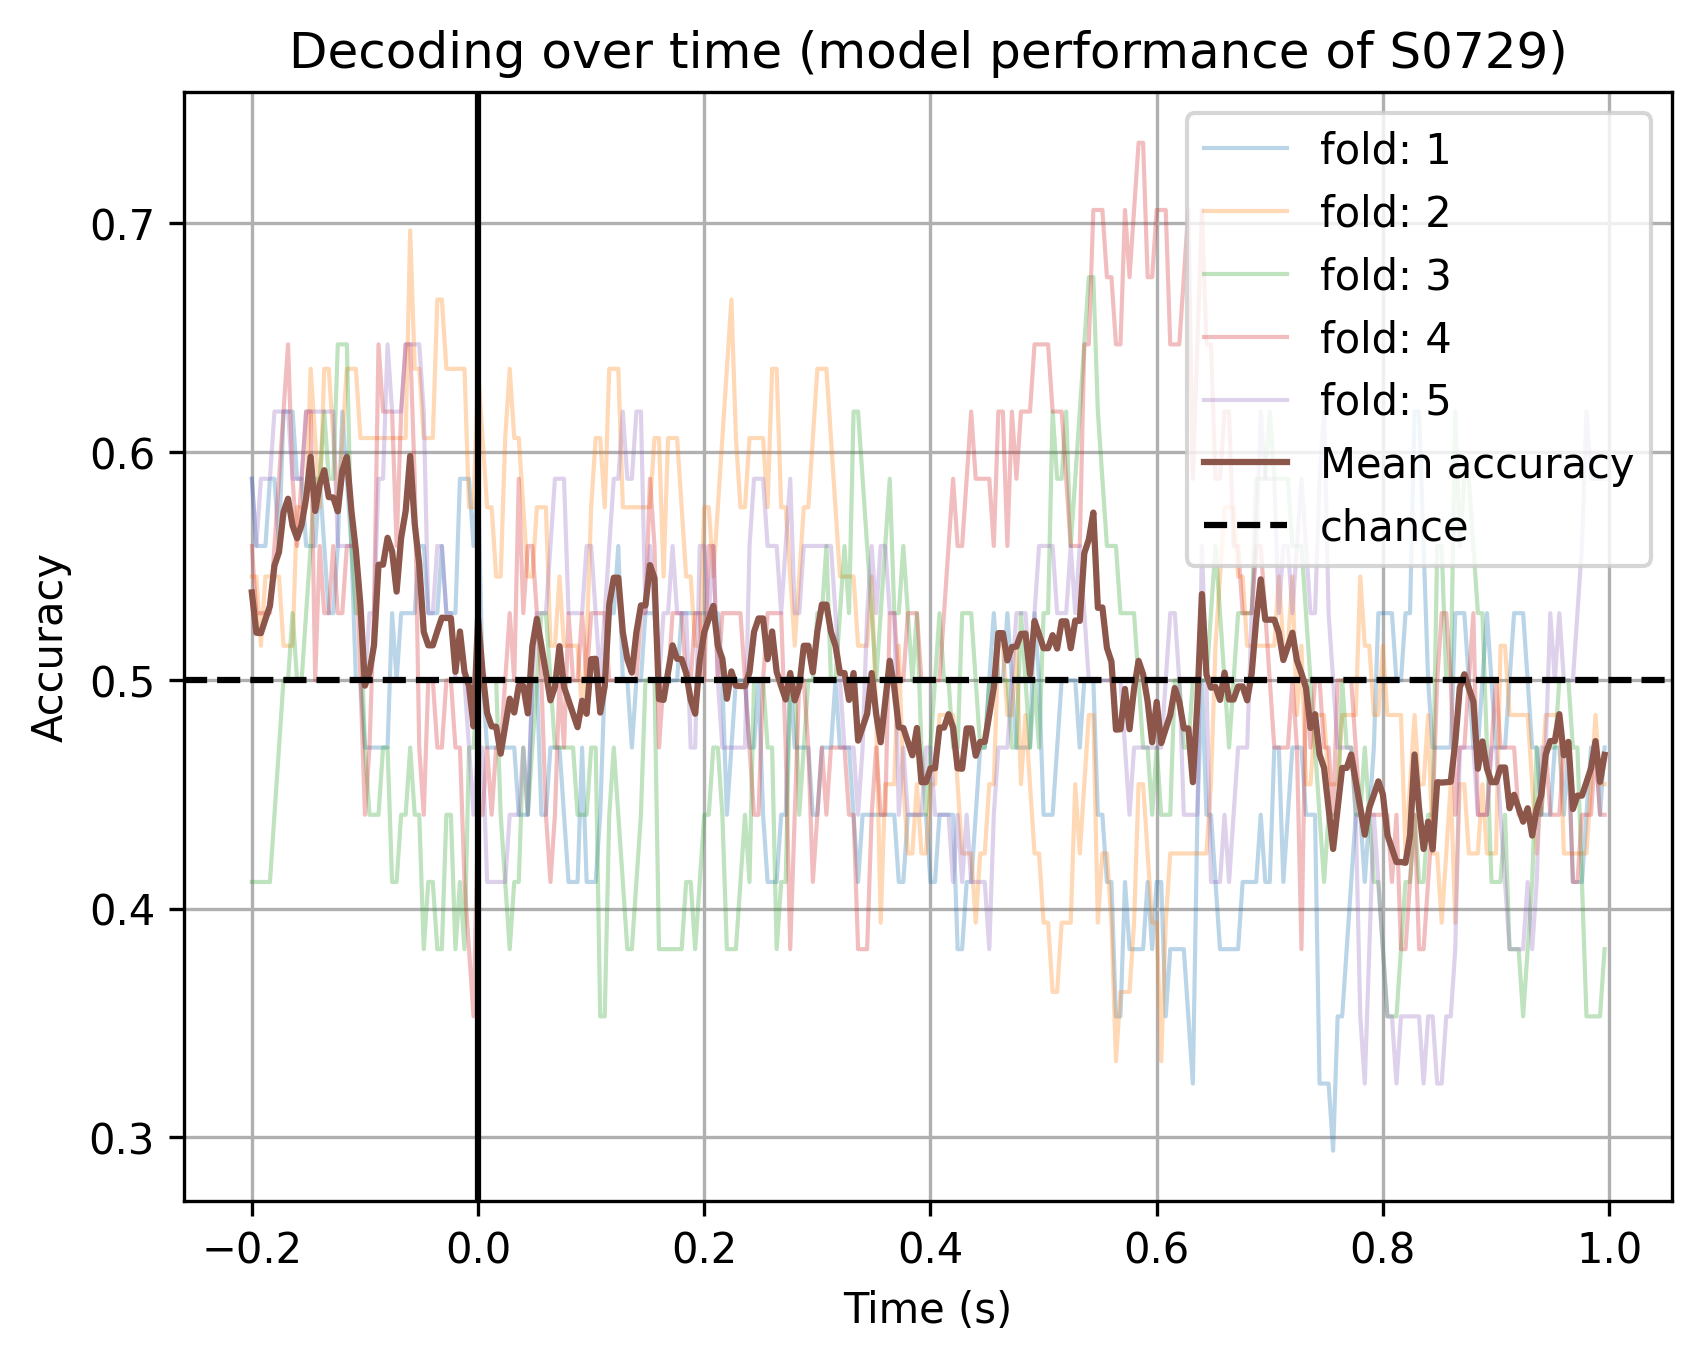 Decoding over time (model performance of S0729)
fold: 1
fold: 2
fold: 3
fold: 4
fold: 5
Mean accuracy
chance
Accuracy
0.7
0.6
0.5
0.4
0.3
−0.2
0.0
0.2
0.4
0.6
0.8
1.0
Time (s)